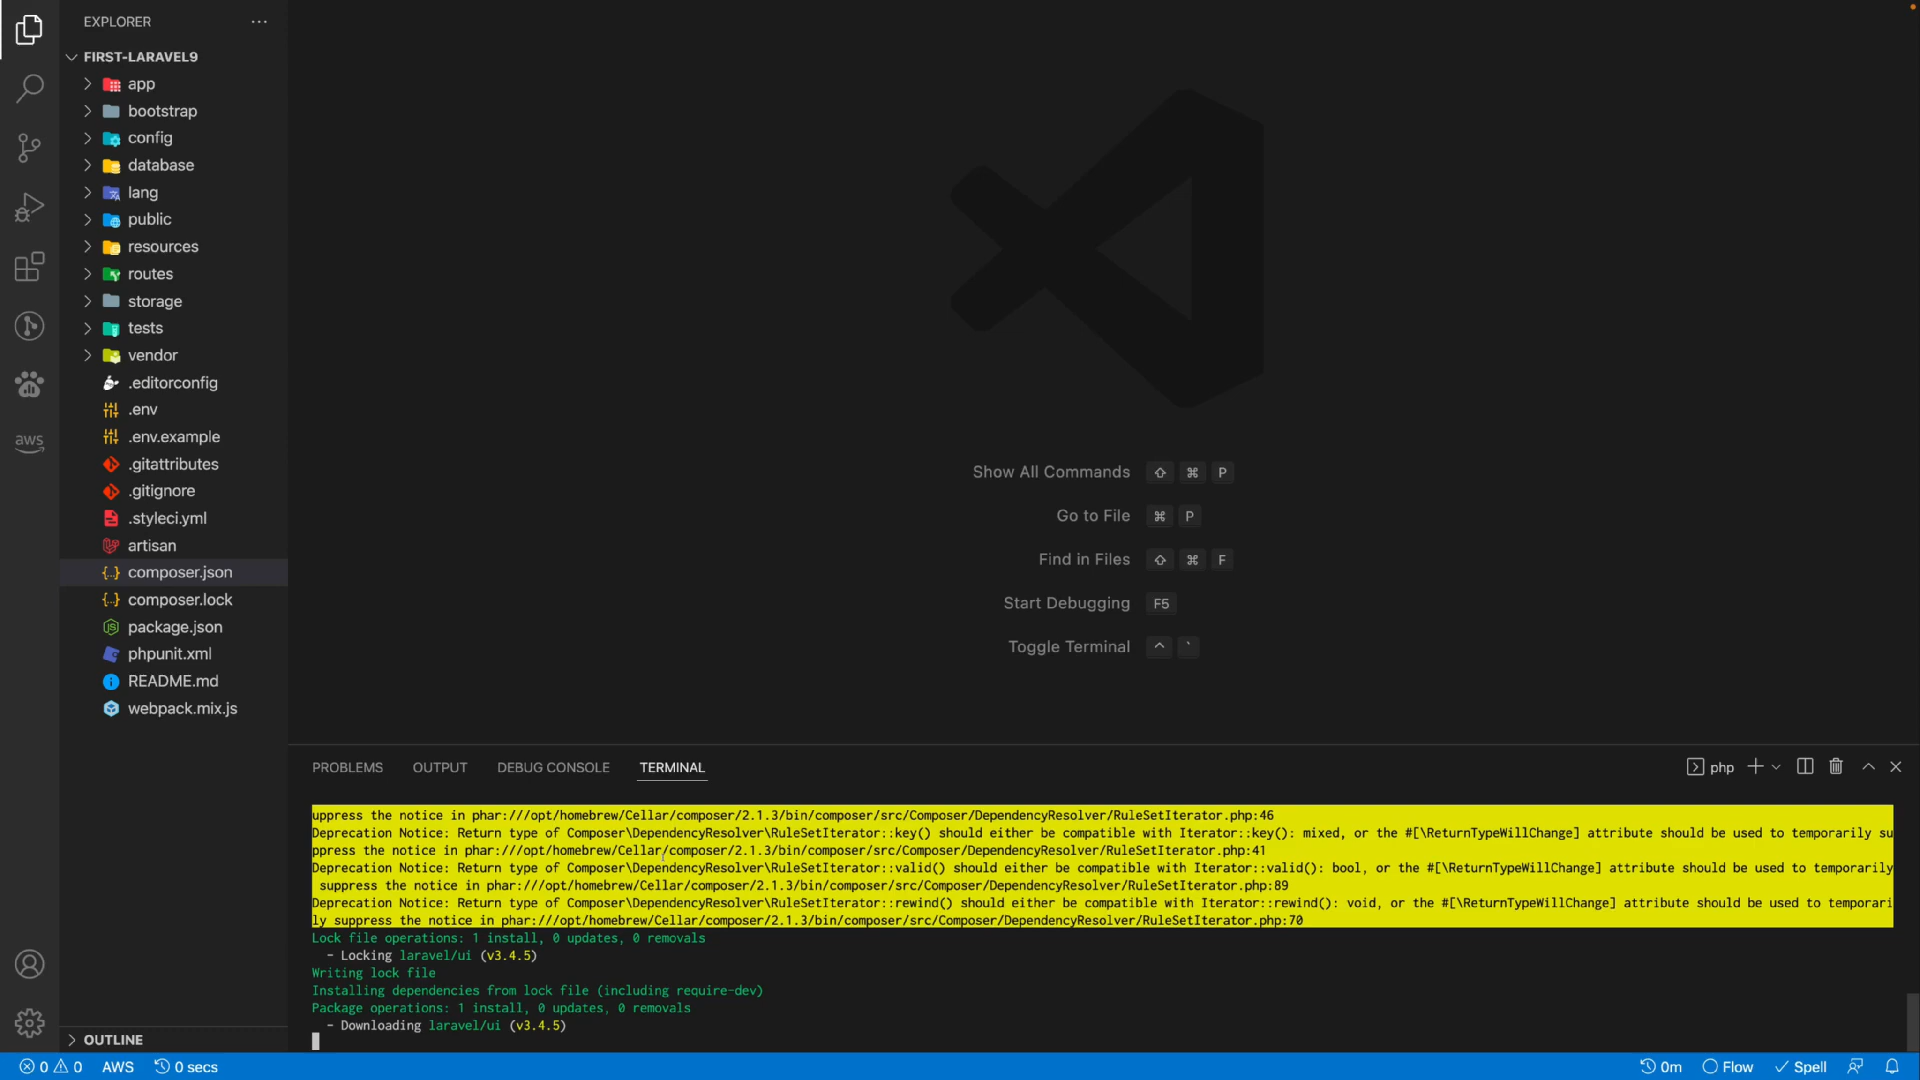 EXPLORER
FIRST-LARAVEL9
app
bootstrap
config
database
lang
public
resources
routes
storage
tests
vendor
.editorconfig
.env
.env.example
.gitattributes
.gitignore
.styleci.yml
artisan
composer.json
composer.lock
package.json
phpunit.xml
README.md
webpack.mix.js
OUTLINE
aws
Show All Commands ⇧ ⌘ P
Go to File ⌘ P
Find in Files ⇧ ⌘ F
Start Debugging F5
Toggle Terminal ^ `
PROBLEMS OUTPUT DEBUG CONSOLE TERMINAL
php
uppress the notice in phar:///opt/homebrew/Cellar/composer/2.1.3/bin/composer/src/Composer/DependencyResolver/RuleSetIterator.php:46
Deprecation Notice: Return type of Composer\DependencyResolver\RuleSetIterator::key() should either be compatible with Iterator::key(): mixed, or the #[\ReturnTypeWillChange] attribute should be used to temporarily su
ppress the notice in phar:///opt/homebrew/Cellar/composer/2.1.3/bin/composer/src/Composer/DependencyResolver/RuleSetIterator.php:41
Deprecation Notice: Return type of Composer\DependencyResolver\RuleSetIterator::valid() should either be compatible with Iterator::valid(): bool, or the #[\ReturnTypeWillChange] attribute should be used to temporarily
suppress the notice in phar:///opt/homebrew/Cellar/composer/2.1.3/bin/composer/src/Composer/DependencyResolver/RuleSetIterator.php:89
Deprecation Notice: Return type of Composer\DependencyResolver\RuleSetIterator::rewind() should either be compatible with Iterator::rewind(): void, or the #[\ReturnTypeWillChange] attribute should be used to temporari
ly suppress the notice in phar:///opt/homebrew/Cellar/composer/2.1.3/bin/composer/src/Composer/DependencyResolver/RuleSetIterator.php:70
Lock file operations: 1 install, 0 updates, 0 removals
- Locking laravel/ui (v3.4.5)
Writing lock file
Installing dependencies from lock file (including require-dev)
Package operations: 1 install, 0 updates, 0 removals
- Downloading laravel/ui (v3.4.5)
0 0 AWS 0 secs
0m Flow Spell